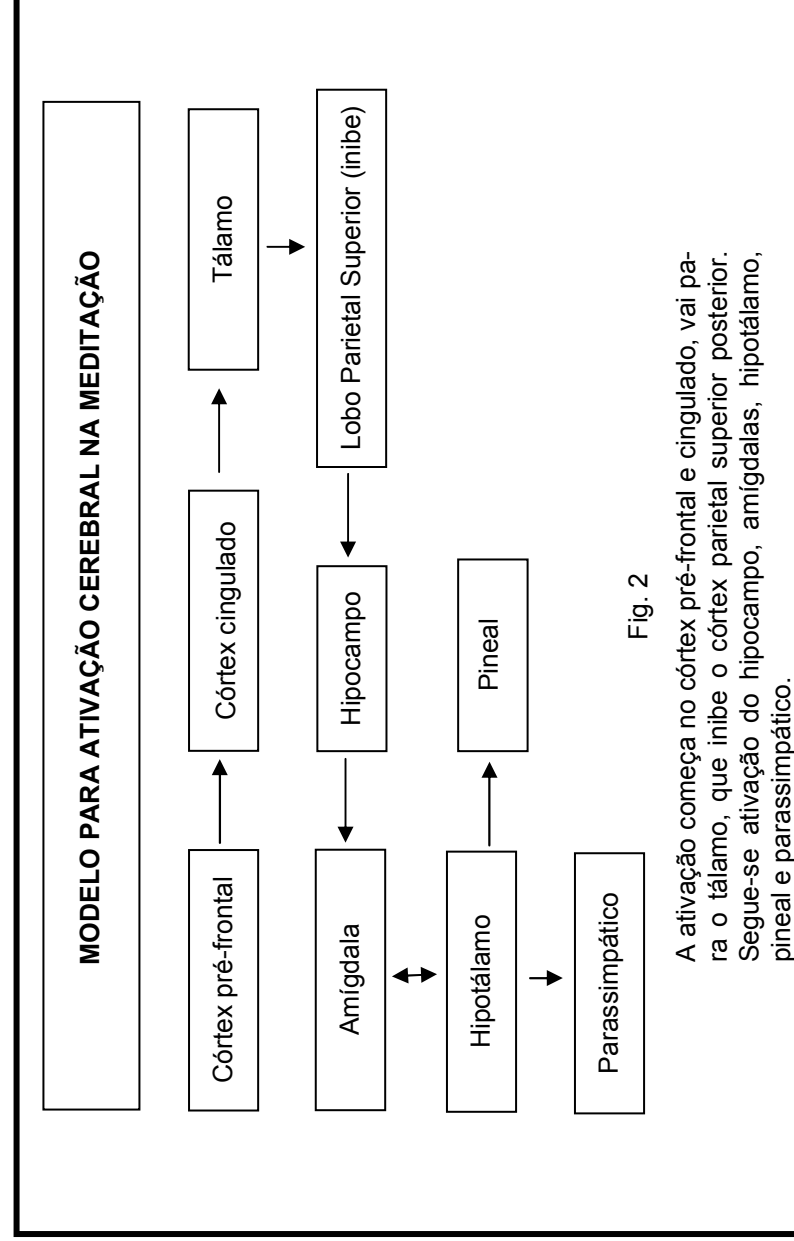 MODELO PARA ATIVAÇÃO CEREBRAL NA MEDITAÇÃO
Córtex pré-frontal
Córtex cingulado
Tálamo
Amígdala
Hipocampo
Lobo Parietal Superior (inibe)
Hipotálamo
Pineal
Parassimpático
Fig. 2
A ativação começa no córtex pré-frontal e cingulado, vai pa-
ra o tálamo, que inibe o córtex parietal superior posterior.
Segue-se ativação do hipocampo, amígdalas, hipotálamo,
pineal e parassimpático.